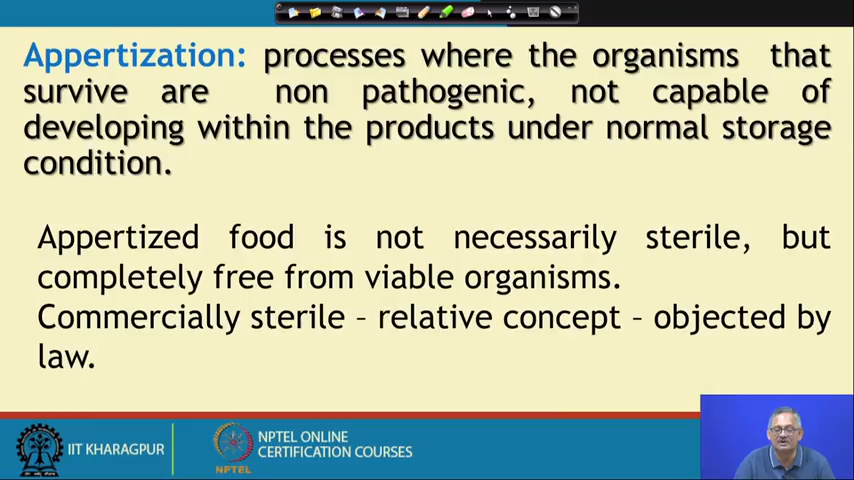 Appertization: processes where the organisms that
survive are non pathogenic, not capable of
developing within the products under normal storage
condition.
Appertized food is not necessarily sterile, but
completely free from viable organisms.
Commercially sterile – relative concept – objected by
law.
IIT KHARAGPUR
NPTEL
NPTEL ONLINE
CERTIFICATION COURSES